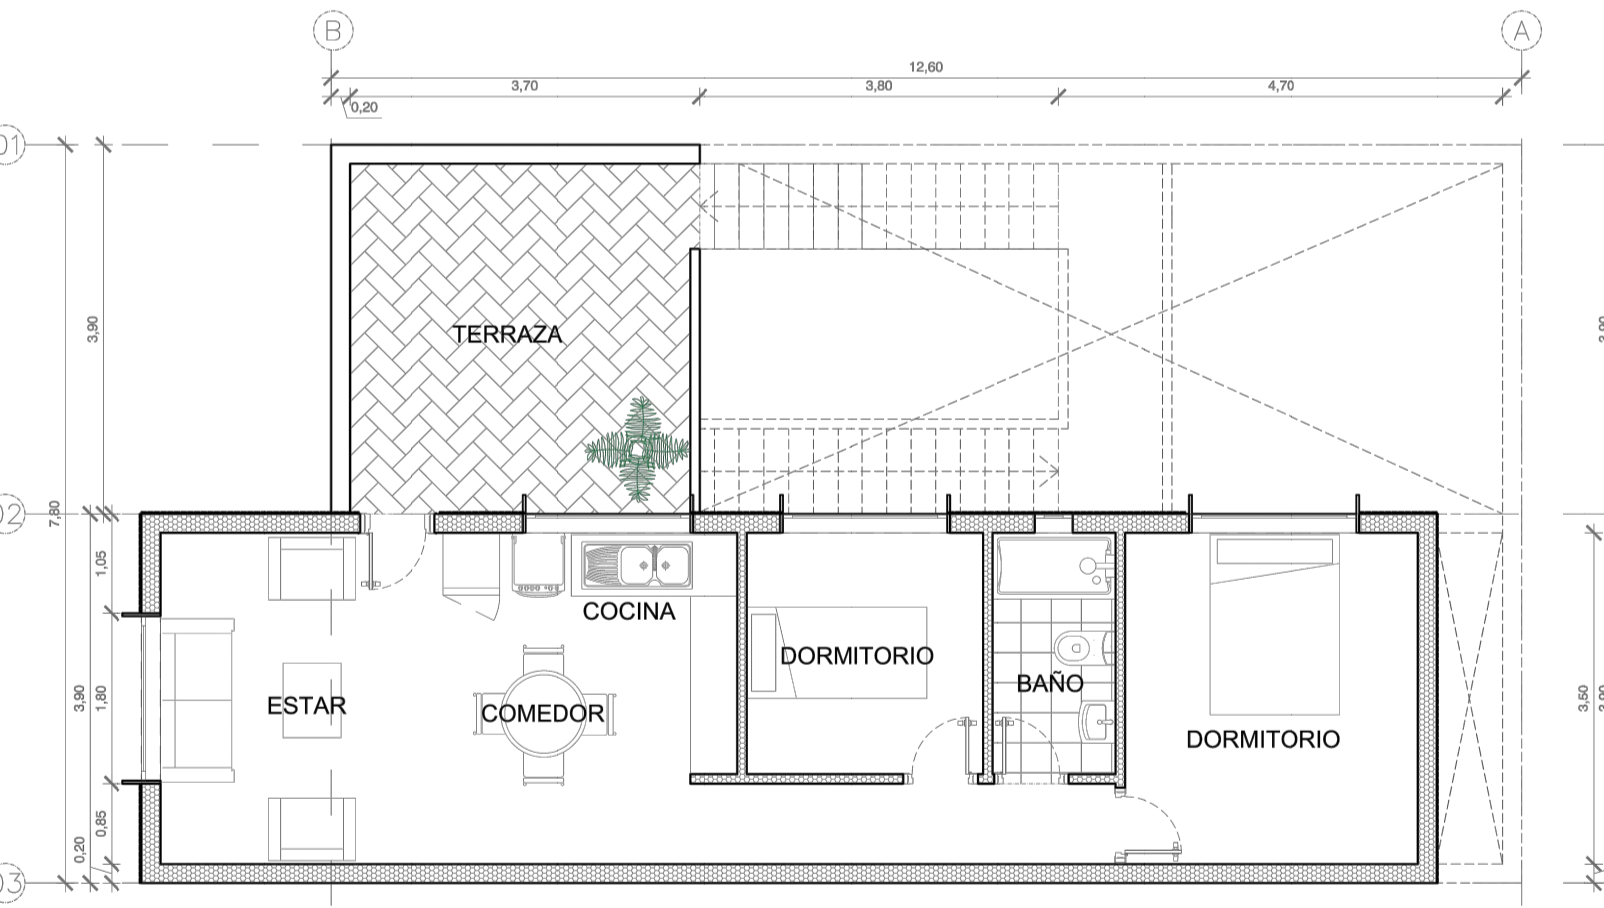 B
A
12,60
3,70
3,80
4,70
0,20
01
3,90
TERRAZA
02
7,80
1,05
COCINA
DORMITORIO
BAÑO
ESTAR
COMEDOR
3,90
1,80
3,50
DORMITORIO
0,85
0,20
03